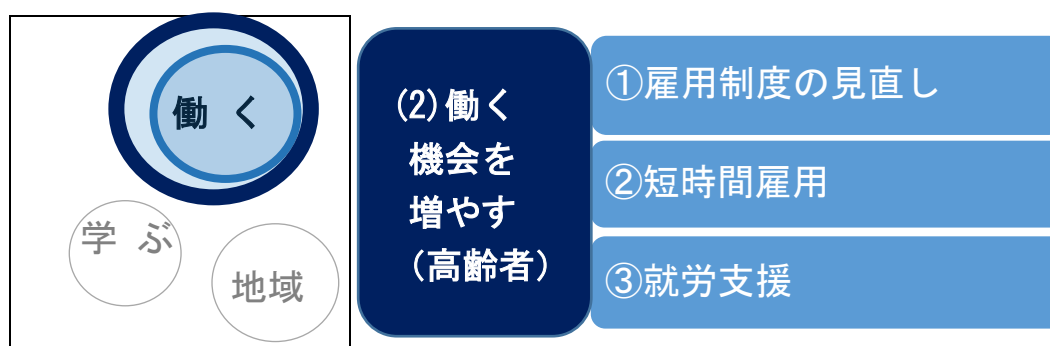 働 く
学 ぶ
地域
(2)働く
機会を
増やす
(高齢者)
①雇用制度の見直し
②短時間雇用
③就労支援